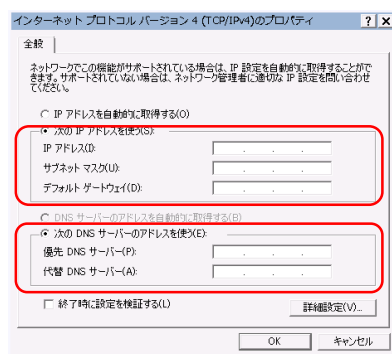 インターネット プロトコル バージョン 4 (TCP/IPv4)のプロパティ
全般
ネットワークでこの機能がサポートされている場合は、IP 設定を自動的に取得することがで
きます。サポートされていない場合は、ネットワーク管理者に適切な IP 設定を問い合わせ
てください。
IP アドレスを自動的に取得する(O)
次の IP アドレスを使う(S):
IP アドレス(I):
サブネット マスク(U):
デフォルト ゲートウェイ(D):
DNS サーバーのアドレスを自動的に取得する(B)
次の DNS サーバーのアドレスを使う(E):
優先 DNS サーバー(P):
代替 DNS サーバー(A):
終了時に設定を検証する(L)
詳細設定(V)...
OK
キャンセル